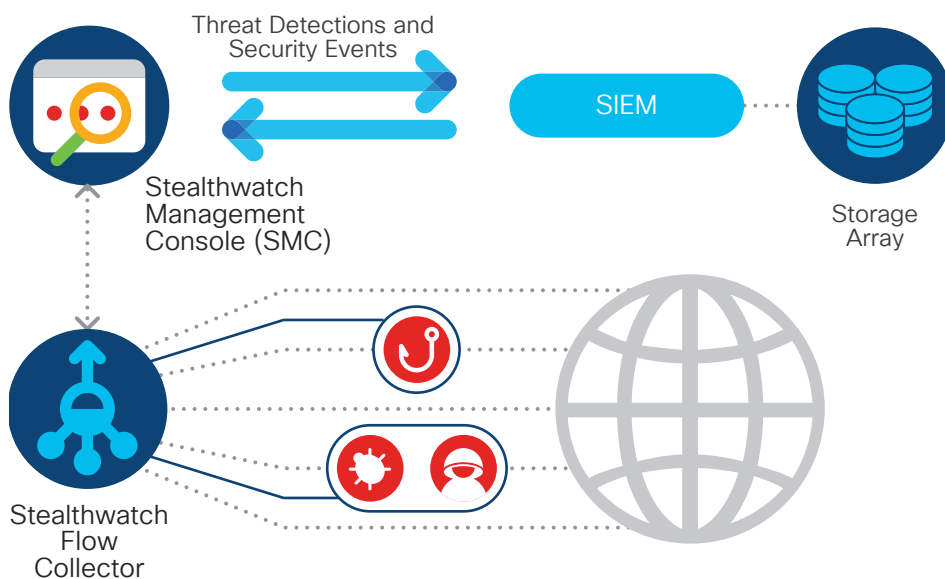 Threat Detections and
Security Events
SIEM
Stealthwatch
Management
Console (SMC)
Storage
Array
Stealthwatch
Flow
Collector